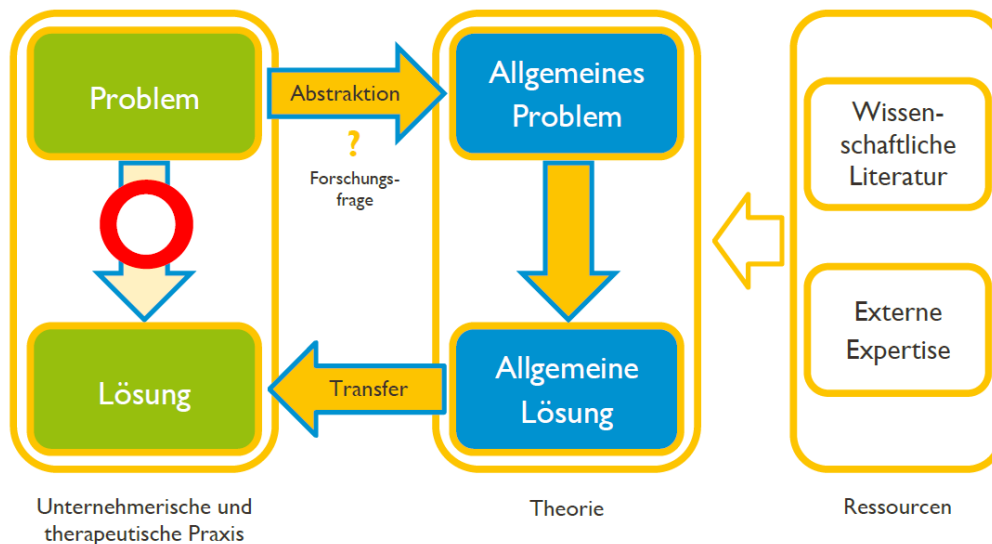 Problem
Abstraktion
?
Forschungs-
frage
Allgemeines
Problem
Wissen-
schaftliche
Literatur
Externe
Expertise
Lösung
Transfer
Allgemeine
Lösung
Unternehmerische und
therapeutische Praxis
Theorie
Ressourcen